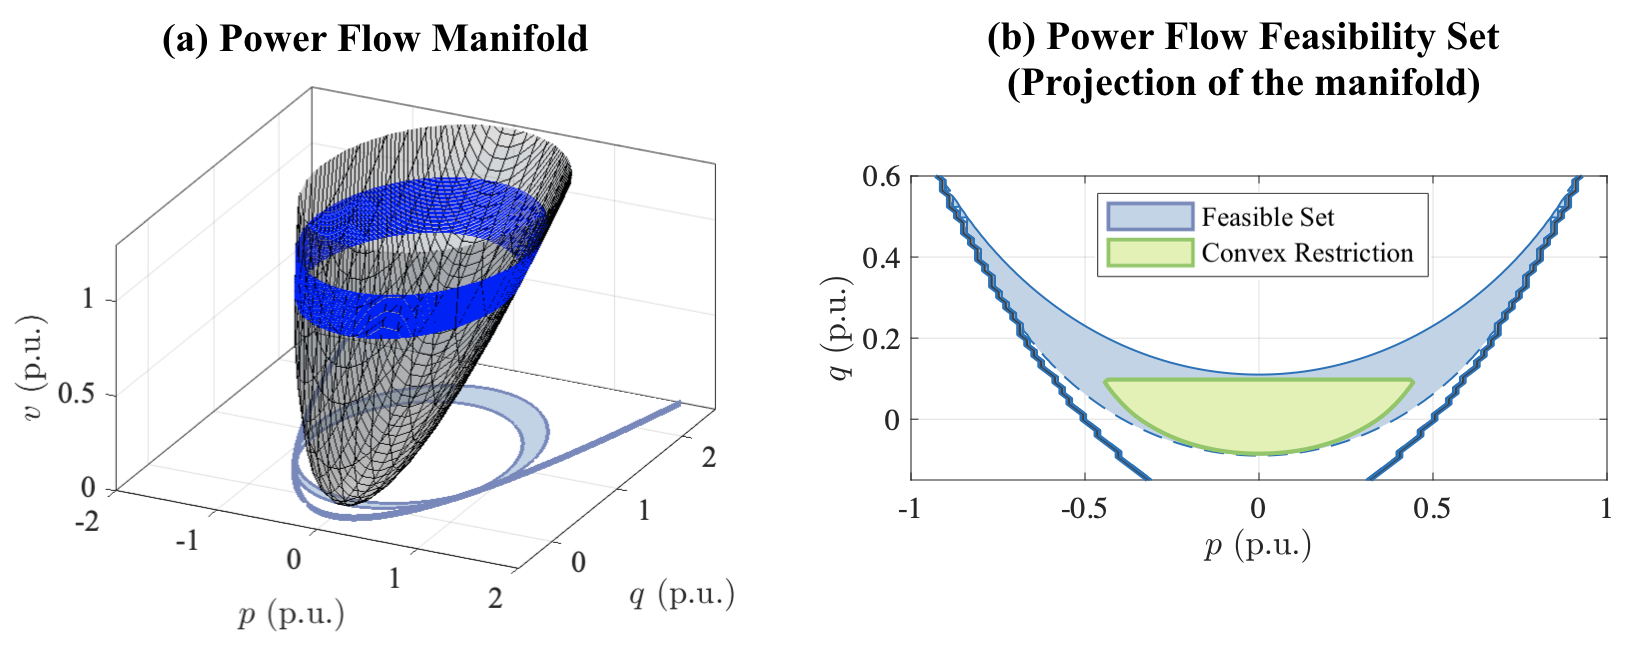 (a) Power Flow Manifold
1
0.5
0
v (p.u.)
-2
-1
0
1
2
p (p.u.)
0
1
2
q (p.u.)
(b) Power Flow Feasibility Set
(Projection of the manifold)
0.6
0.4
0.2
0
q (p.u.)
Feasible Set
Convex Restriction
-1
-0.5
0
0.5
1
p (p.u.)